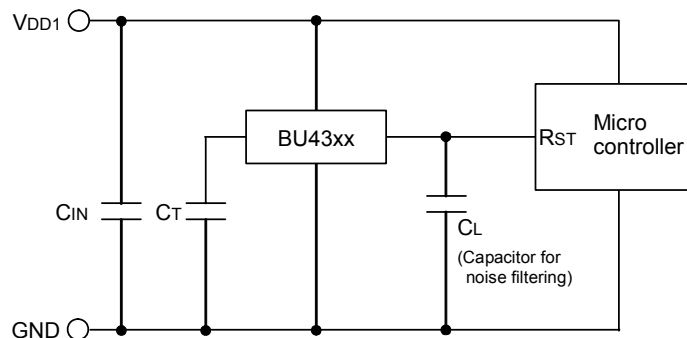 VDD1
BU43xx
RST
Micro
controller
CIN
CT
CL
(Capacitor for
noise filtering)
GND